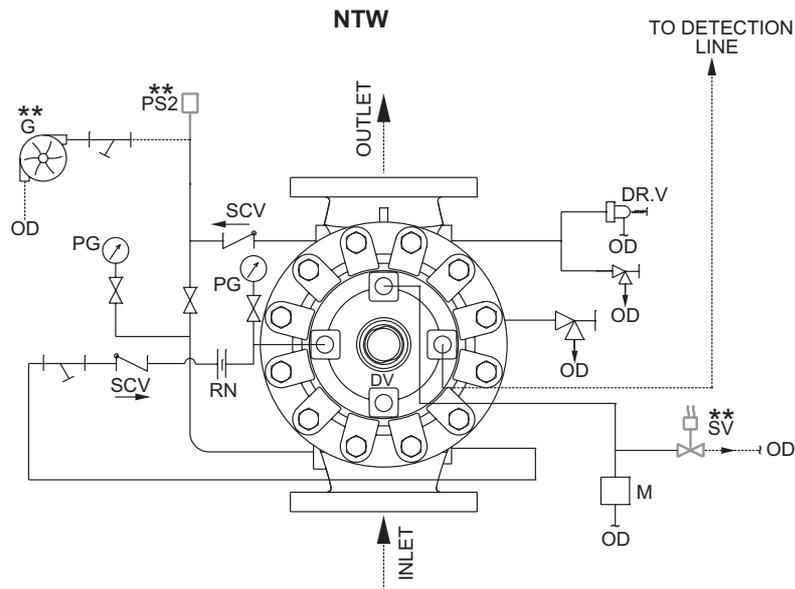 NTW
TO DETECTION
LINE
**
PS2
**
G
OUTLET
DR.V
SCV
OD
OD
PG
PG
OD
OD
DV
SCV
RN
**
SV
OD
M
OD
INLET